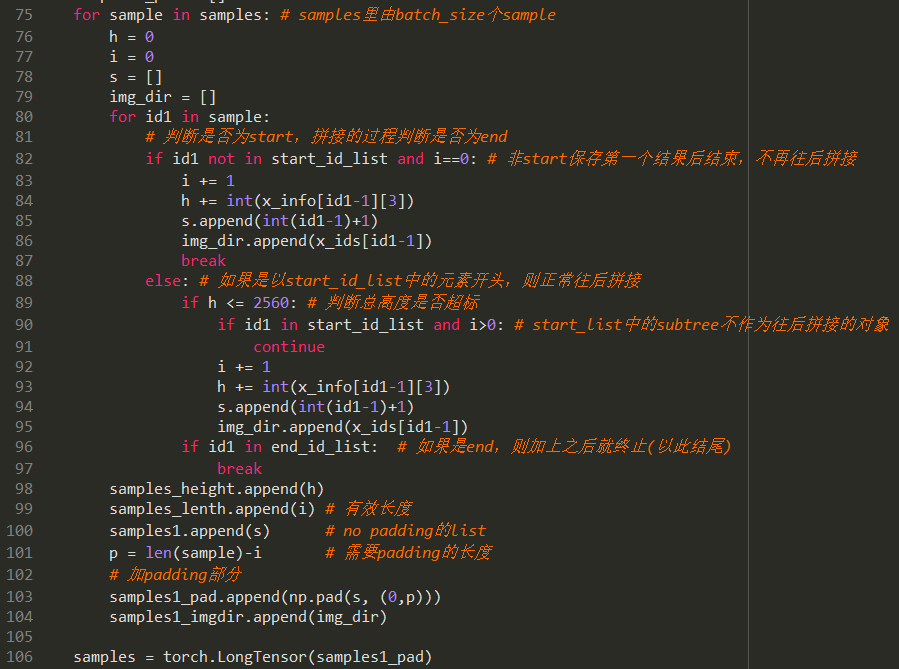 75 for sample in samples: # samples里由batch_size个sample
76 h = 0
77 i = 0
78 s = []
79 img_dir = []
80 for id1 in sample:
81 # 判断是否为start，拼接的过程判断是否为end
82 if id1 not in start_id_list and i==0: # 非start保存第一个结果后结束，不再往后拼接
83 i += 1
84 h += int(x_info[id1-1][3])
85 s.append(int(id1-1)+1)
86 img_dir.append(x_ids[id1-1])
87 break
88 else: # 如果是以start_id_list中的元素开头，则正常往后拼接
89 if h <= 2560: # 判断总高度是否超标
90 if id1 in start_id_list and i>0: # start_list中的subtree不作为往后拼接的对象
91 continue
92 i += 1
93 h += int(x_info[id1-1][3])
94 s.append(int(id1-1)+1)
95 img_dir.append(x_ids[id1-1])
96 if id1 in end_id_list: # 如果是end，则加上之后就终止(以此结尾)
97 break
98 samples_height.append(h)
99 samples_lenth.append(i) # 有效长度
100 samples1.append(s) # no padding的list
101 p = len(sample)-i # 需要padding的长度
102 # 加padding部分
103 samples1_pad.append(np.pad(s, (0,p)))
104 samples1_imgdir.append(img_dir)
105
106 samples = torch.LongTensor(samples1_pad)